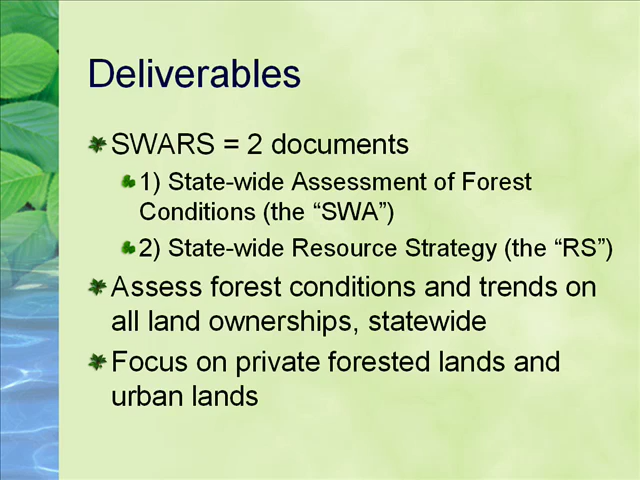 Deliverables
SWARS = 2 documents
1) State-wide Assessment of Forest
Conditions (the “SWA”)
2) State-wide Resource Strategy (the “RS”)
Assess forest conditions and trends on
all land ownerships, statewide
Focus on private forested lands and
urban lands